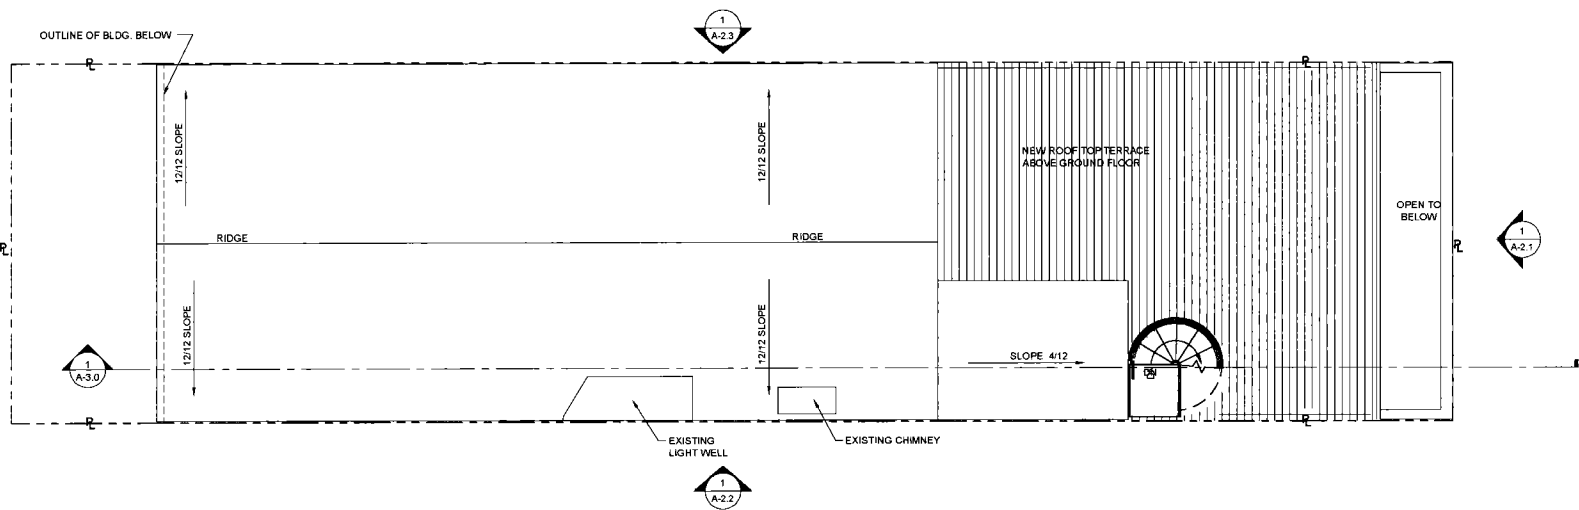 1
A-2.3
OUTLINE OF BLDG. BELOW
PL
PL
12/12 SLOPE
12/12 SLOPE
NEW ROOF TOP TERRACE
ABOVE GROUND FLOOR
OPEN TO
BELOW
1
A-2.1
PL
PL
RIDGE
RIDGE
12/12 SLOPE
12/12 SLOPE
SLOPE 4/12
DN
1
A-3.0
PL
PL
EXISTING
LIGHT WELL
EXISTING CHIMNEY
1
A-2.2